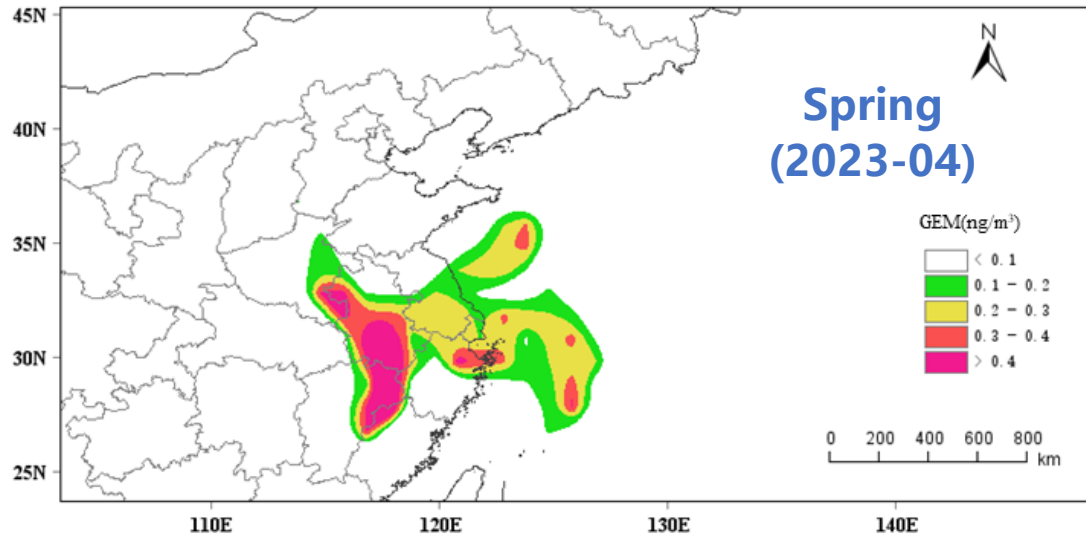 45N
40N
35N
30N
25N
110E
120E
130E
140E
N
Spring
(2023-04)
GEM(ng/m³)
< 0.1
0.1 - 0.2
0.2 - 0.3
0.3 - 0.4
> 0.4
0 200 400 600 800
km